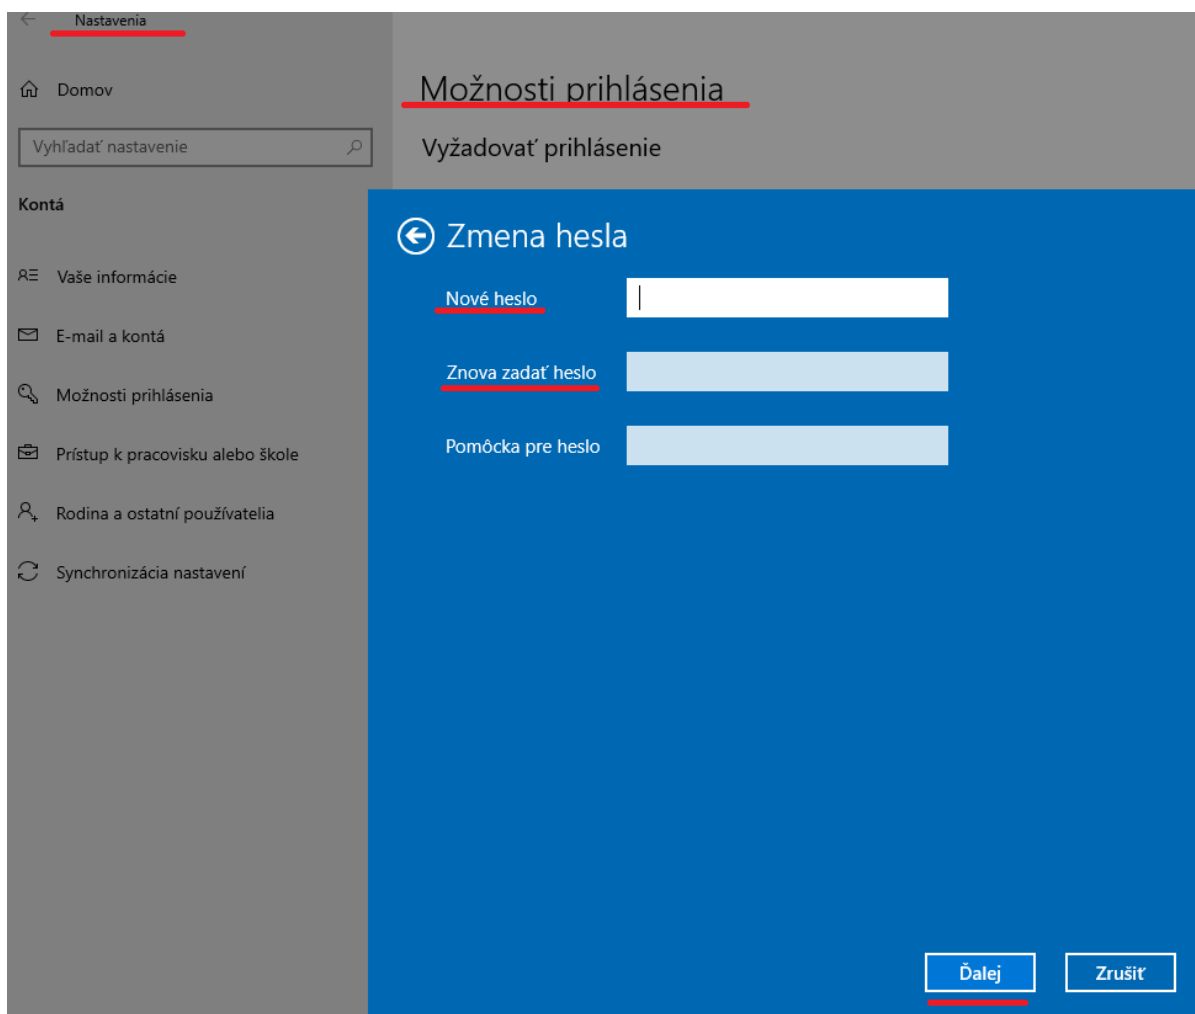 Nastavenia
Domov
Vyhľadať nastavenie
Kontá
Vaše informácie
E-mail a kontá
Možnosti prihlásenia
Prístup k pracovisku alebo škole
Rodina a ostatní používatelia
Synchronizácia nastavení
Možnosti prihlásenia
Vyžadovať prihlásenie
Zmena hesla
Nové heslo
Znova zadať heslo
Pomôcka pre heslo
Ďalej
Zrušiť